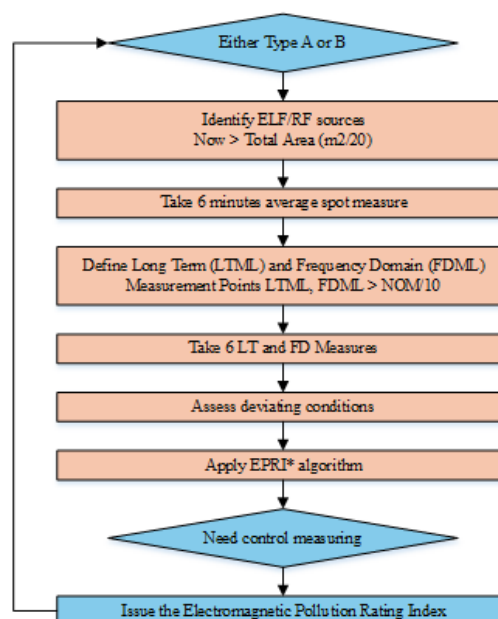 Either Type A or B
Identify ELF/RF sources
Now > Total Area (m2/20)
Take 6 minutes average spot measure
Define Long Term (LTML) and Frequency Domain (FDML)
Measurement Points LTML, FDML > NOM/10
Take 6 LT and FD Measures
Assess deviating conditions
Apply EPRI* algorithm
Need control measuring
Issue the Electromagnetic Pollution Rating Index